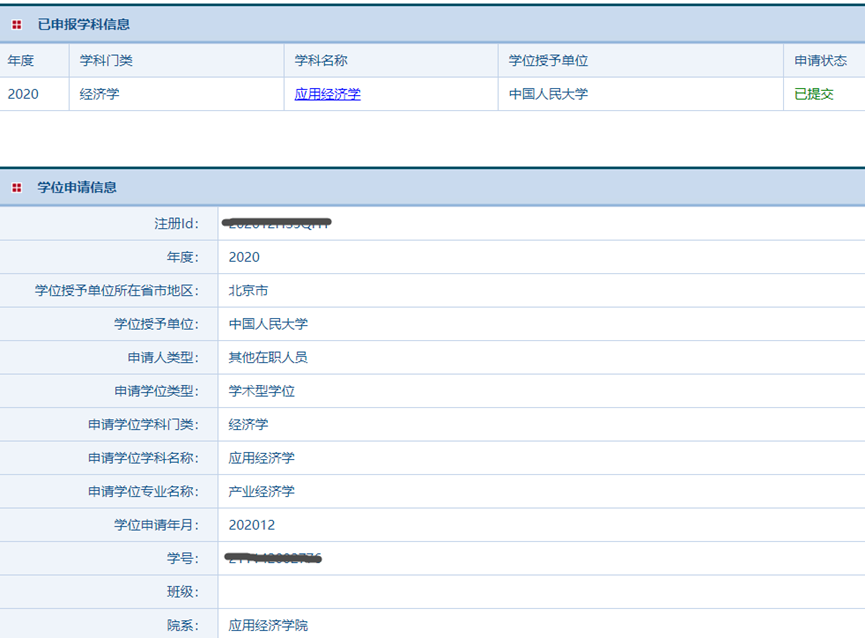 已申报学科信息
年度 学科门类 学科名称 学位授予单位 申请状态
2020 经济学 应用经济学 中国人民大学 已提交
学位申请信息
注册Id：
年度： 2020
学位授予单位所在省市地区： 北京市
学位授予单位： 中国人民大学
申请人类型： 其他在职人员
申请学位类型： 学术型学位
申请学位学科门类： 经济学
申请学位学科名称： 应用经济学
申请学位专业名称： 产业经济学
学位申请年月： 202012
学号：
班级：
院系： 应用经济学院